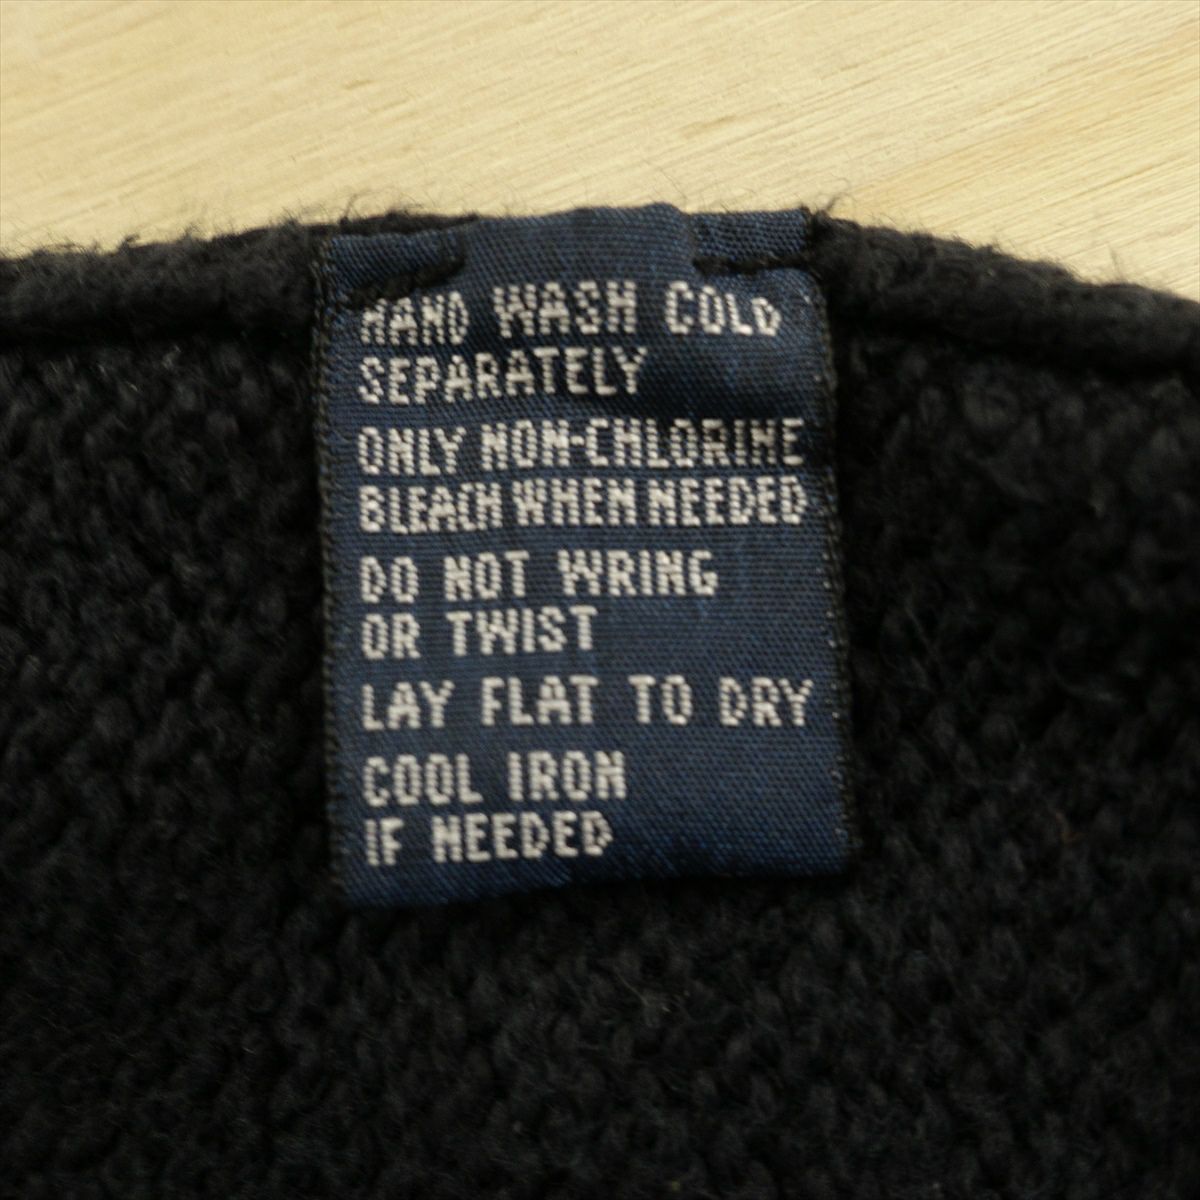 HAND WASH COLD
SEPARATELY
ONLY NON-CHLORINE
BLEACH WHEN NEEDED
DO NOT WRING
OR TWIST
LAY FLAT TO DRY
COOL IRON
IF NEEDED